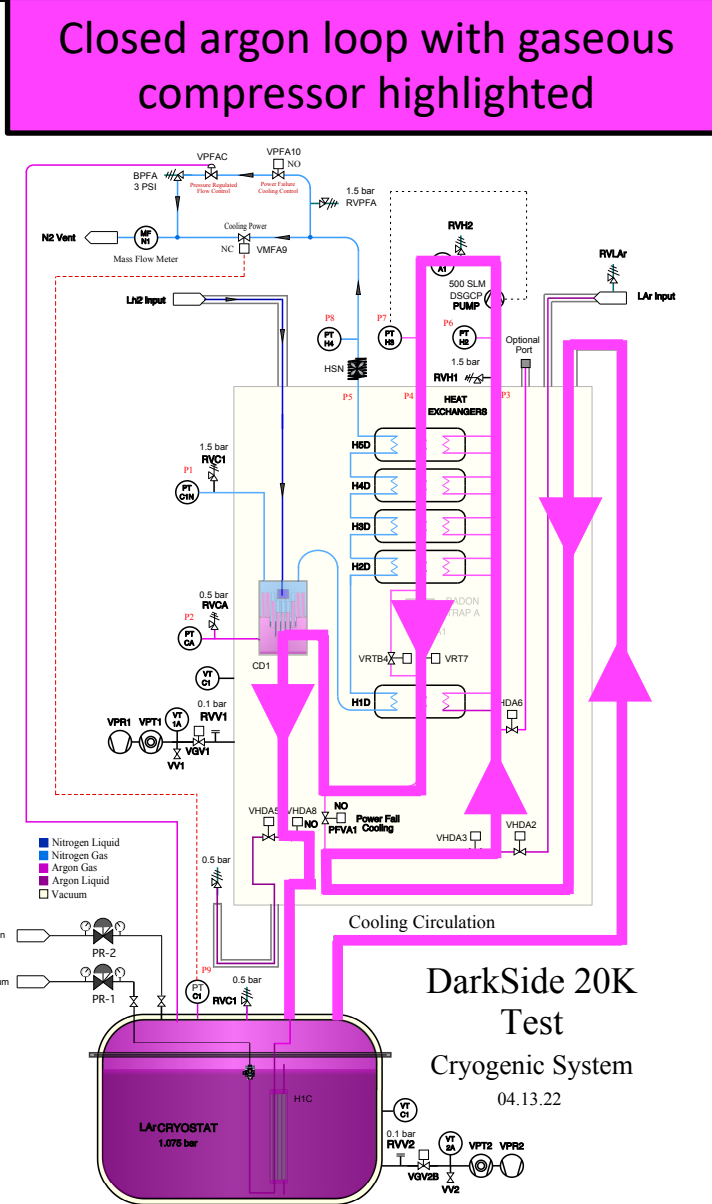 Closed argon loop with gaseous
compressor highlighted
VPFAC
VPFA10
NO
BPFA
3 PSI
Pressure Regulated
Flow Control
Power Failure
Cooling Control
1.5 bar
RVPFA
N2 Vent
MF
N1
Mass Flow Meter
Cooling Power
NC
VMFA9
RVH2
A1
500 SLM
DSGCP
PUMP
RVLAr
LAr Input
Lh2 Input
P8
PT
H4
P7
PT
H3
P6
PT
H2
Optional
Port
HSN
1.5 bar
RVH1
P5
P4
P3
HEAT
EXCHANGERS
H5D
H4D
H3D
H2D
1.5 bar
RVC1
P1
PT
C1N
0.5 bar
RVCA
P2
PT
CA
CD1
VT
C1
TRAP A
A1
VRTB4
VRT7
H1D
HDA6
0.1 bar
RVV1
VPR1
VPT1
VT
1A
VV1
VGV1
VHDA5
VHDA8
NO
NO
PFVA1
Power Fail
Cooling
VHDA3
VHDA2
Nitrogen Liquid
Nitrogen Gas
Argon Gas
Argon Liquid
Vacuum
0.5 bar
Cooling Circulation
PR-2
PR-1
P9
PT
C1
0.5 bar
RVC1
DarkSide 20K
Test
Cryogenic System
04.13.22
H1C
LAr CRYOSTAT
1.075 bar
VT
C1
0.1 bar
RVV2
VGV2B
VT
2A
VV2
VPT2
VPR2